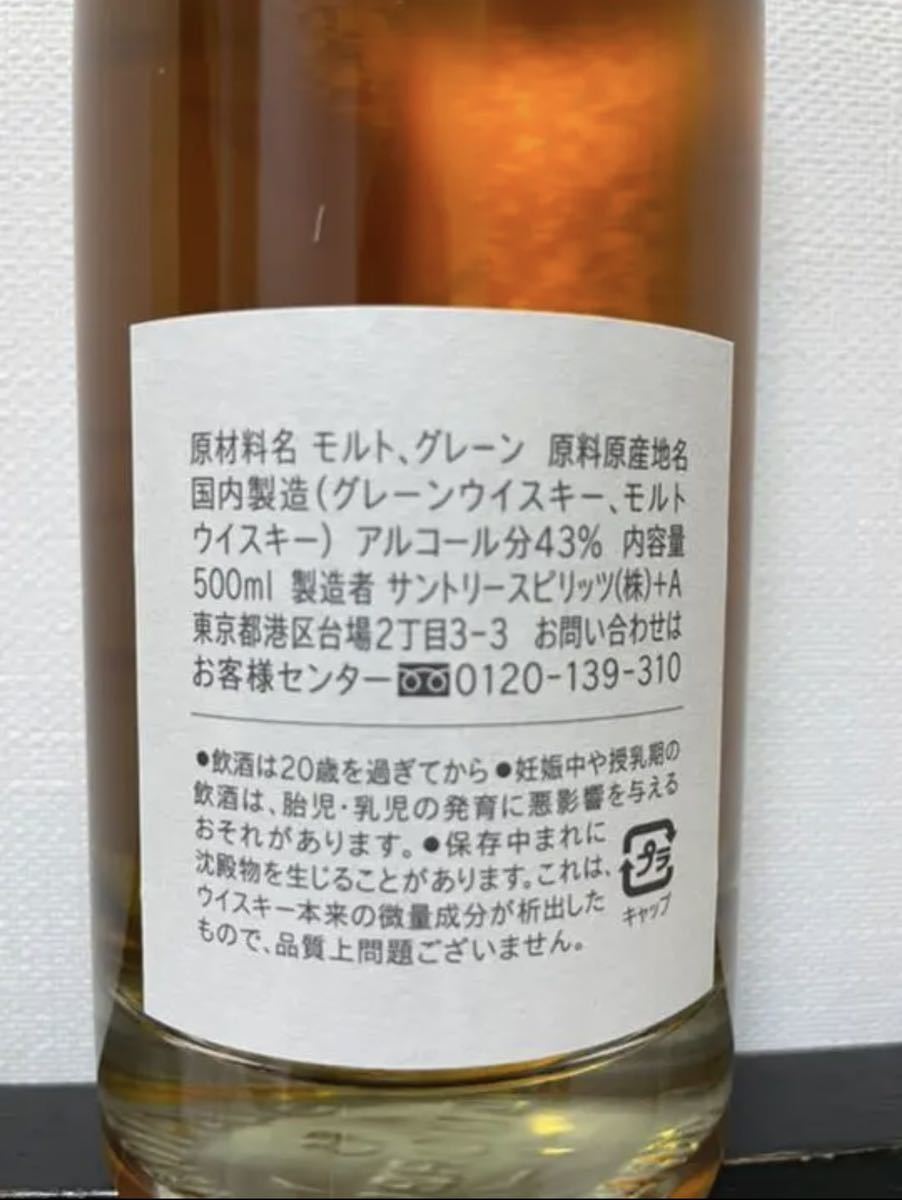 原材料名 モルト、グレーン 原料原産地名
国内製造(グレーンウイスキー、モルト
ウイスキー) アルコール分43% 内容量
500ml 製造者 サントリースピリッツ(株)+A
東京都港区台場2丁目3-3 お問い合わせは
お客様センター 0120-139-310
●飲酒は20歳を過ぎてから ●妊娠中や授乳期の
飲酒は、胎児・乳児の発育に悪影響を与える
おそれがあります。●保存中まれに
沈殿物を生じることがあります。これは、
ウイスキー本来の微量成分が析出した
もので、品質上問題ございません。
プラ
キャップ